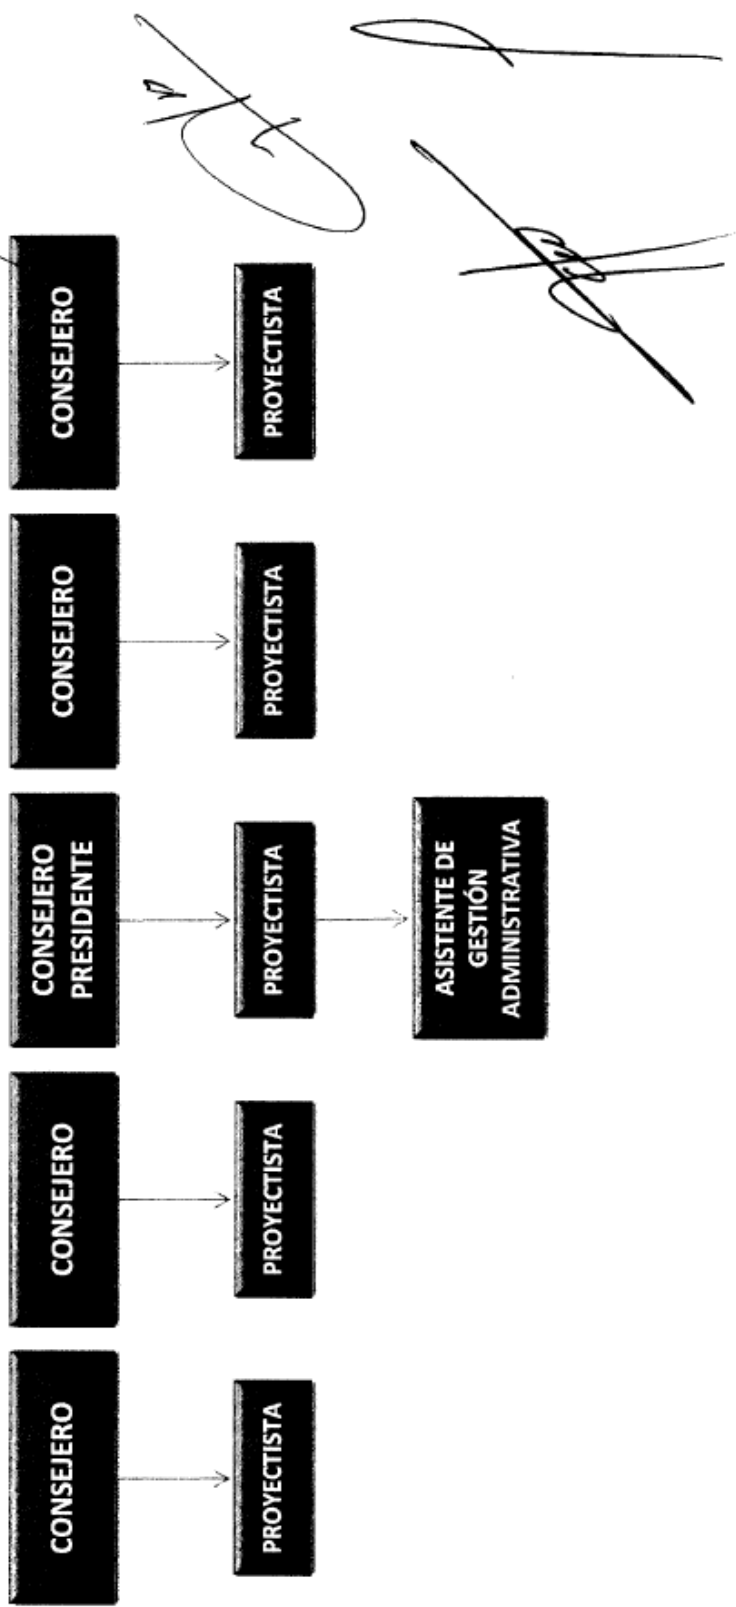 CONSEJERO
CONSEJERO
CONSEJERO
PRESIDENTE
CONSEJERO
CONSEJERO
PROYECTISTA
PROYECTISTA
PROYECTISTA
PROYECTISTA
PROYECTISTA
ASISTENTE DE
GESTIÓN
ADMINISTRATIVA